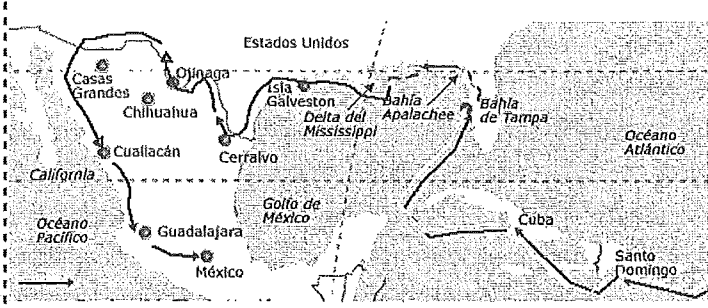 Estados Unidos
Casas
Grandes
Ojinaga
Chihuahua
Isla
Galveston
Delta del
Mississippi
Bahía
Apalachee
Bahía
de Tampa
Océano
Atlántico
Cualiacán
Cerralvo
California
Golfo de
México
Océano
Pacífico
Guadalajara
México
Cuba
Santo
Domingo